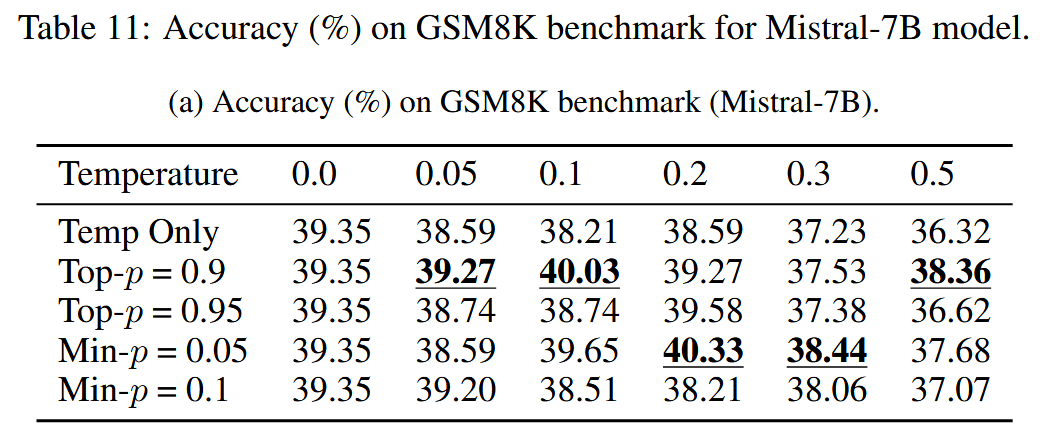 Table 11: Accuracy (%) on GSM8K benchmark for Mistral-7B model.
(a) Accuracy (%) on GSM8K benchmark (Mistral-7B).
Temperature 0.0 0.05 0.1 0.2 0.3 0.5
Temp Only 39.35 38.59 38.21 38.59 37.23 36.32
Top-p = 0.9 39.35 39.27 40.03 39.27 37.53 38.36
Top-p = 0.95 39.35 38.74 38.74 39.58 37.38 36.62
Min-p = 0.05 39.35 38.59 39.65 40.33 38.44 37.68
Min-p = 0.1 39.35 39.20 38.51 38.21 38.06 37.07